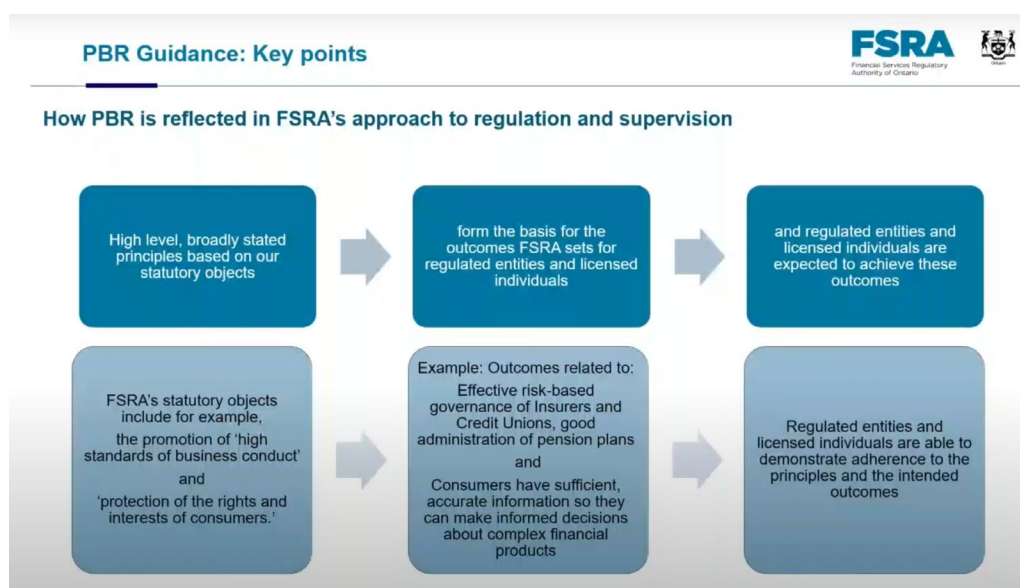 PBR Guidance: Key points
FSRA
Financial Services Regulatory
Authority of Ontario
Ontario
How PBR is reflected in FSRA's approach to regulation and supervision
High level, broadly stated
principles based on our
statutory objects
form the basis for the
outcomes FSRA sets for
regulated entities and licensed
individuals
and regulated entities and
licensed individuals are
expected to achieve these
outcomes
FSRA's statutory objects
include for example,
the promotion of 'high
standards of business conduct'
and
'protection of the rights and
interests of consumers.'
Example: Outcomes related to:
Effective risk-based
governance of Insurers and
Credit Unions, good
administration of pension plans
and
Consumers have sufficient,
accurate information so they
can make informed decisions
about complex financial
products
Regulated entities and
licensed individuals are able to
demonstrate adherence to the
principles and the intended
outcomes